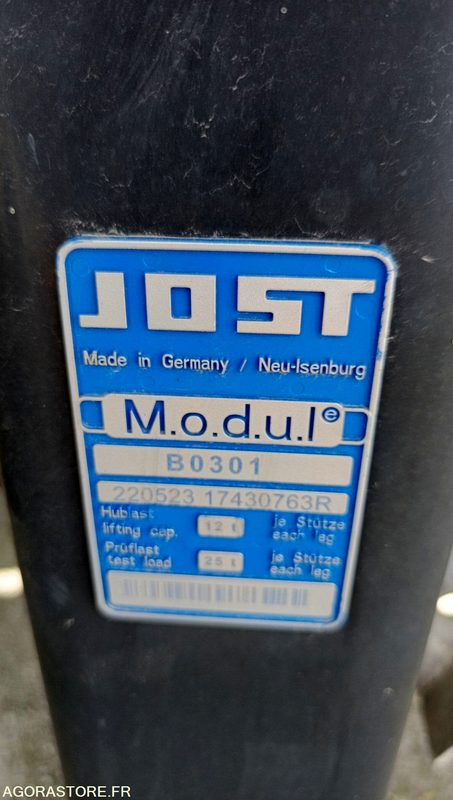 JOST
Made in Germany / Neu-Isenburg
M.o.d.u.l e
B0301
220523 17430763R
Hublast
lifting cap. 12 t je Stütze
each leg
Prüflast
test load 25 t je Stütze
each leg
AGORASTORE.FR